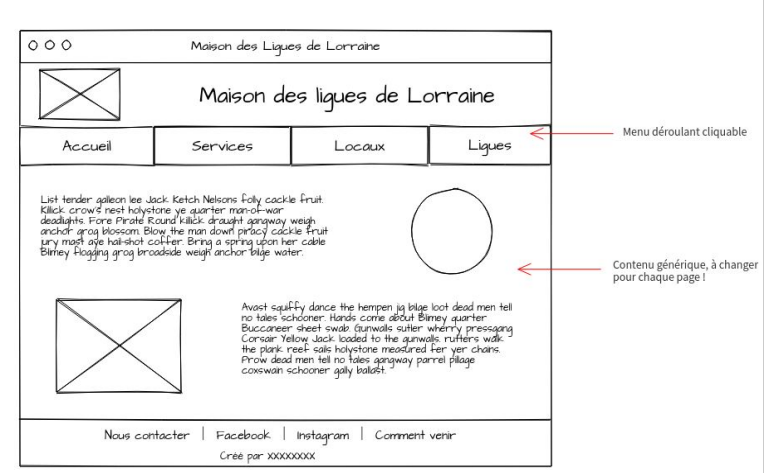 Maison des Ligues de Lorraine
Maison des ligues de Lorraine
Accueil
Services
Locaux
Ligues
Menu déroulant cliquable
List tender galleon lee Jack Ketch Nelsons folly cackle fruit.
Killick crow's nest holystone ye quarter man-of-war
deadlights. Fore Pirate Round killick draught gangway weigh
anchor grog blossom. Blow the man down piracy cackle fruit
jury mast aye hail-shot coffer. Bring a spring upon her cable
Blimey flogging grog broadside weigh anchor bilge water.
Contenu générique, à changer
pour chaque page !
Avast squiffy dance the hempen jig bilge loot dead men tell
no tales schooner. Hands come about Blimey quarter
Buccaneer sheet swab. Gunwalls sutler wherry pressgang
Corsair Yellow Jack loaded to the gunwalls rutters walk
the plank reef sails holystone measured fer yer chains.
Prow dead men tell no tales gangway parrel pillage
coxswain schooner gally ballast.
Nous contacter | Facebook | Instagram | Comment venir
Créé par XXXXXXXX